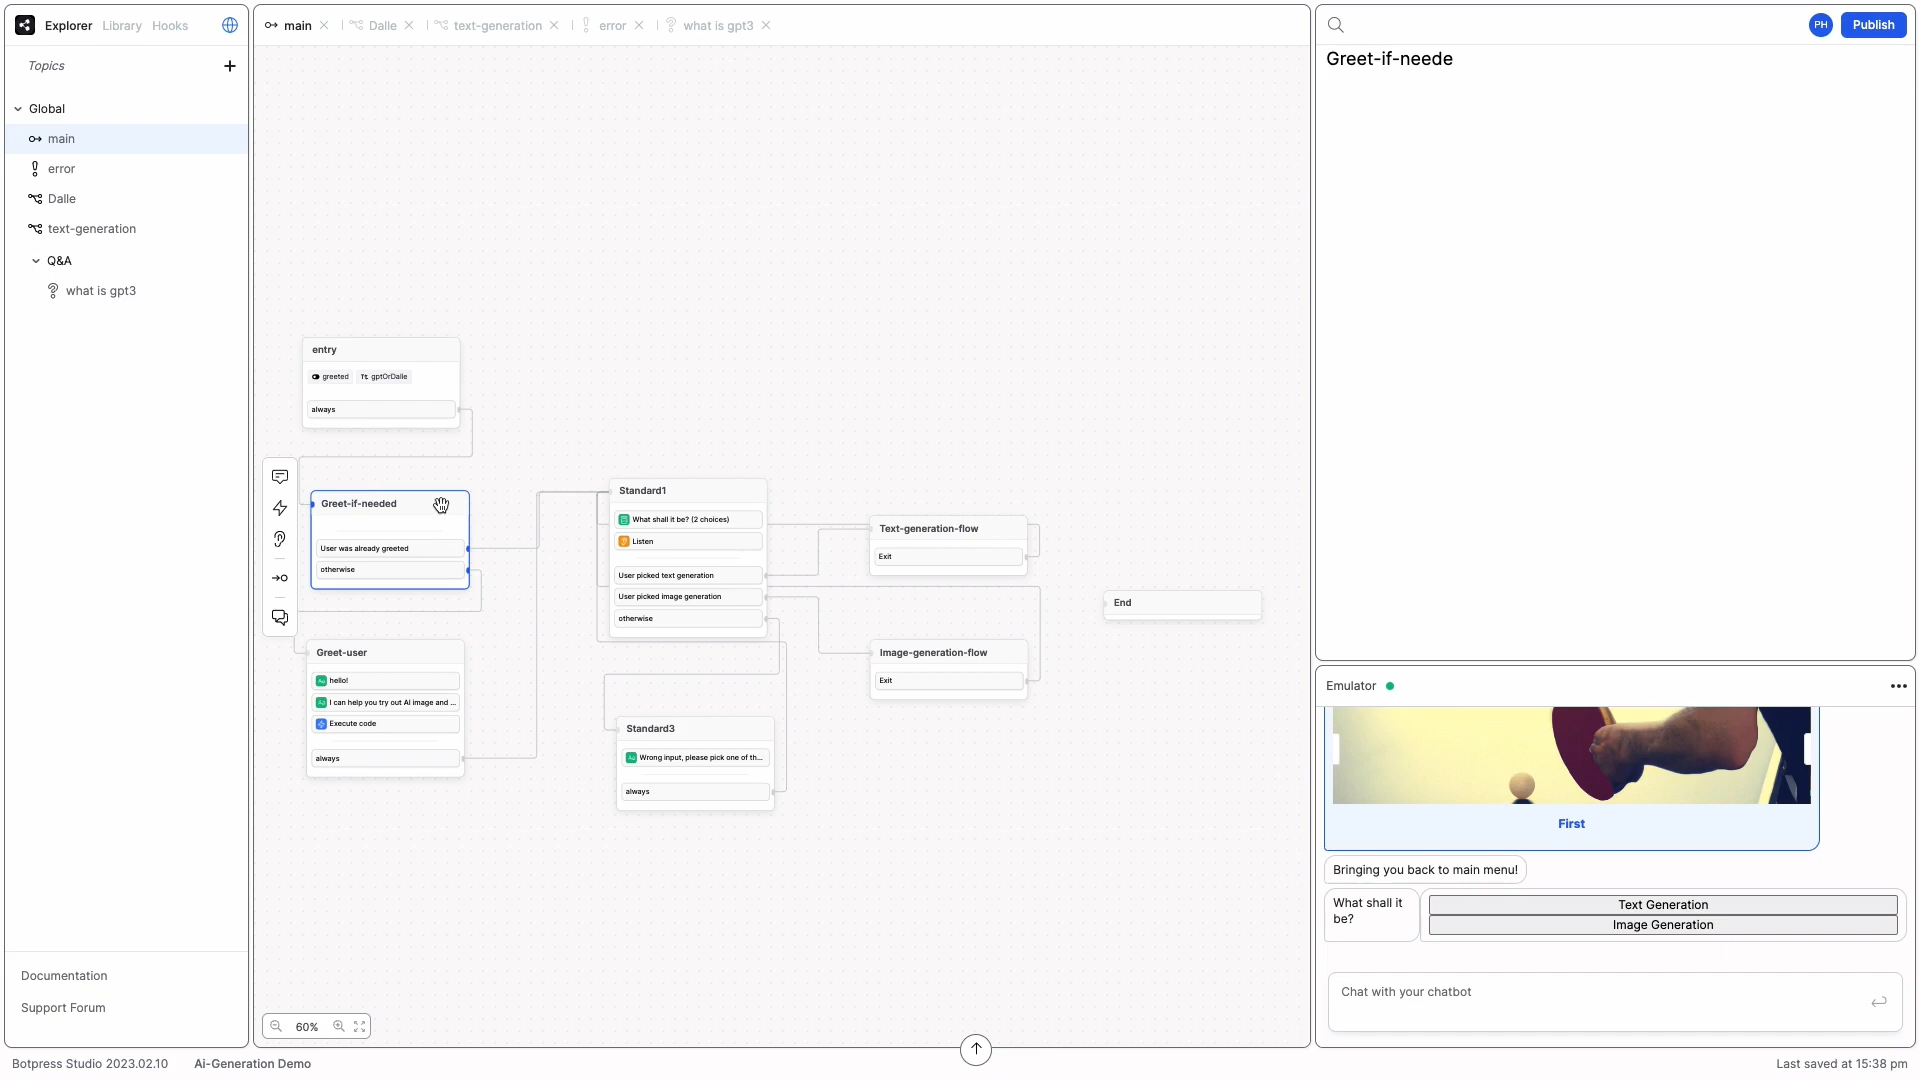 Explorer Library Hooks
Topics
Global
main
error
Dalle
text-generation
Q&A
what is gpt3
Documentation
Support Forum
main
Dalle
text-generation
error
what is gpt3
entry
greeted
Tt gptOrDalle
always
Greet-if-needed
User was already greeted
otherwise
Greet-user
hello!
I can help you try out AI image and ...
Execute code
always
Standard1
What shall it be? (2 choices)
Listen
User picked text generation
User picked image generation
otherwise
Standard3
Wrong input, please pick one of th...
always
Text-generation-flow
Exit
Image-generation-flow
Exit
End
60%
PH
Publish
Greet-if-neede
Emulator
First
Bringing you back to main menu!
What shall it
be?
Text Generation
Image Generation
Chat with your chatbot
Botpress Studio 2023.02.10
Ai-Generation Demo
Last saved at 15:38 pm